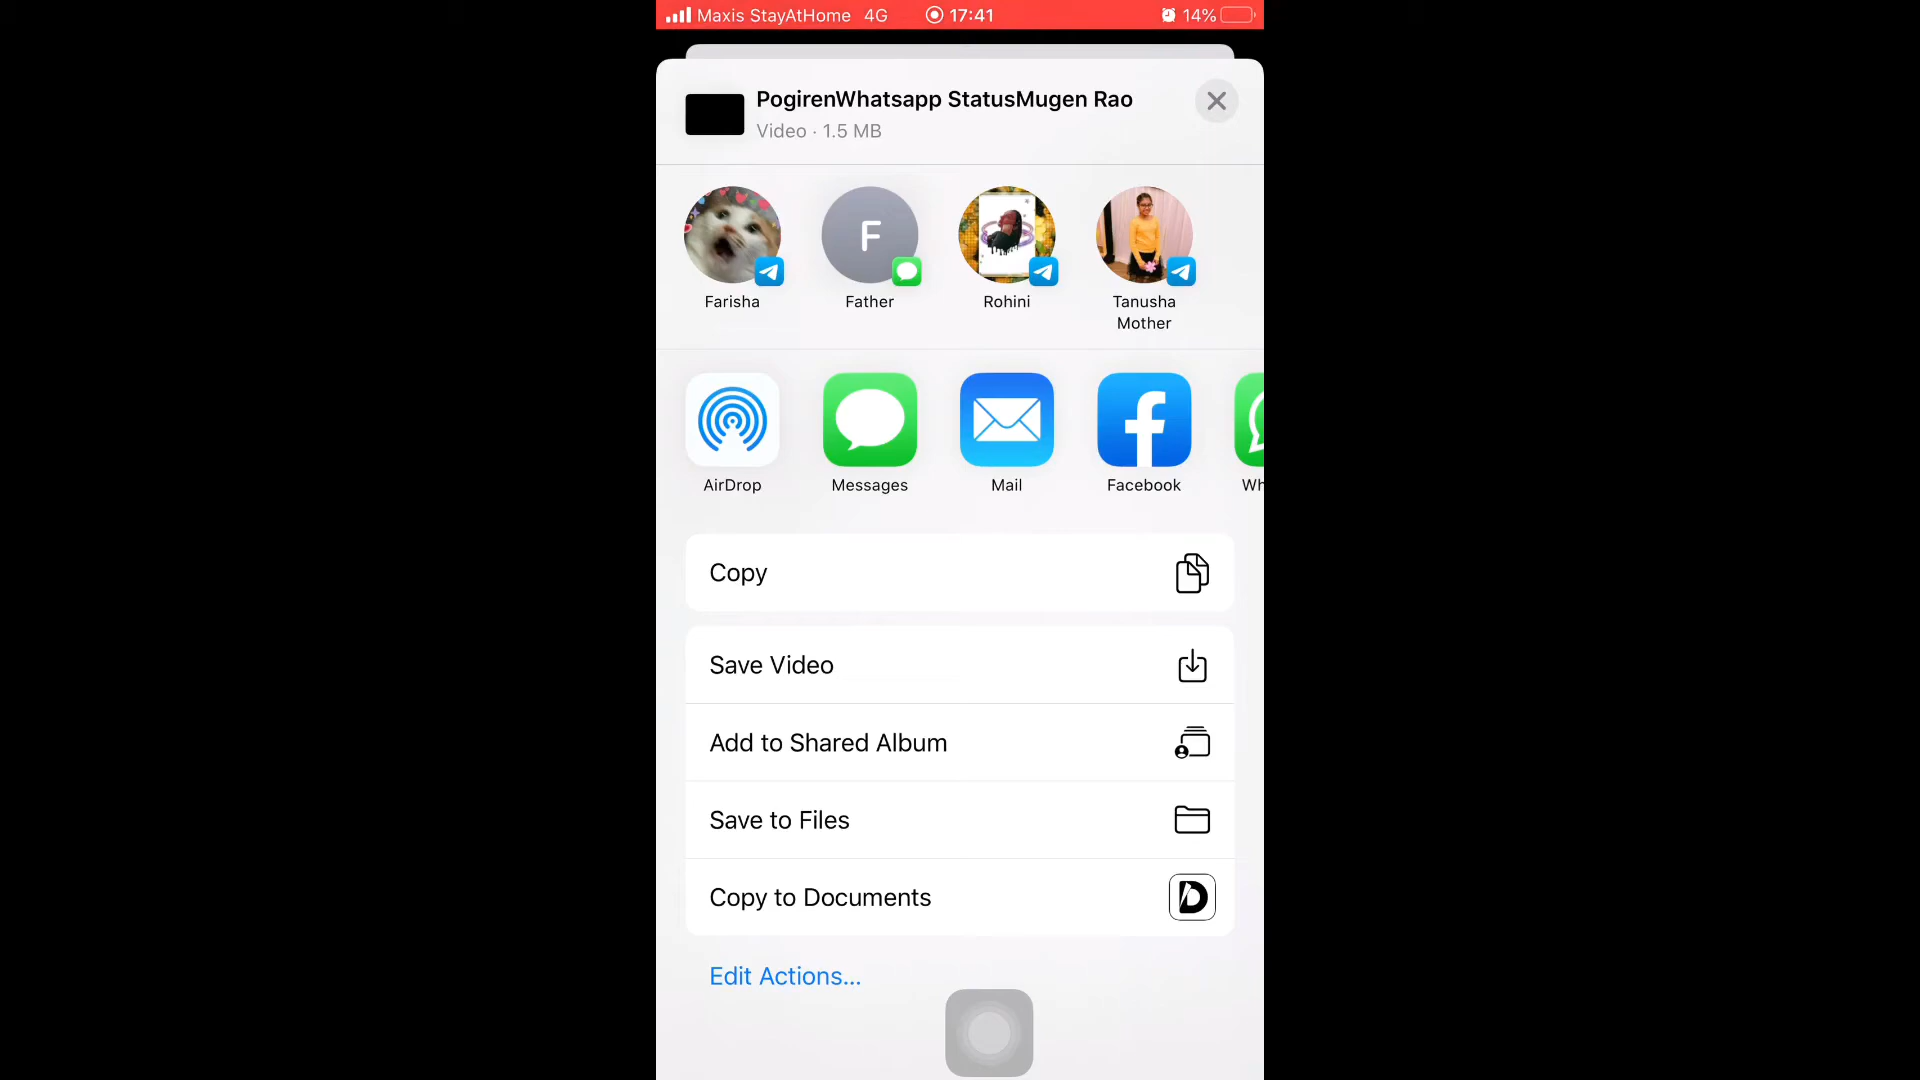 Maxis StayAtHome 4G 17:41 14%
PogirenWhatsapp StatusMugen Rao
Video · 1.5 MB
F
Farisha Father Rohini Tanusha
Mother
f
AirDrop Messages Mail Facebook Wh
Copy
Save Video
Add to Shared Album
Save to Files
Copy to Documents
D
Edit Actions...